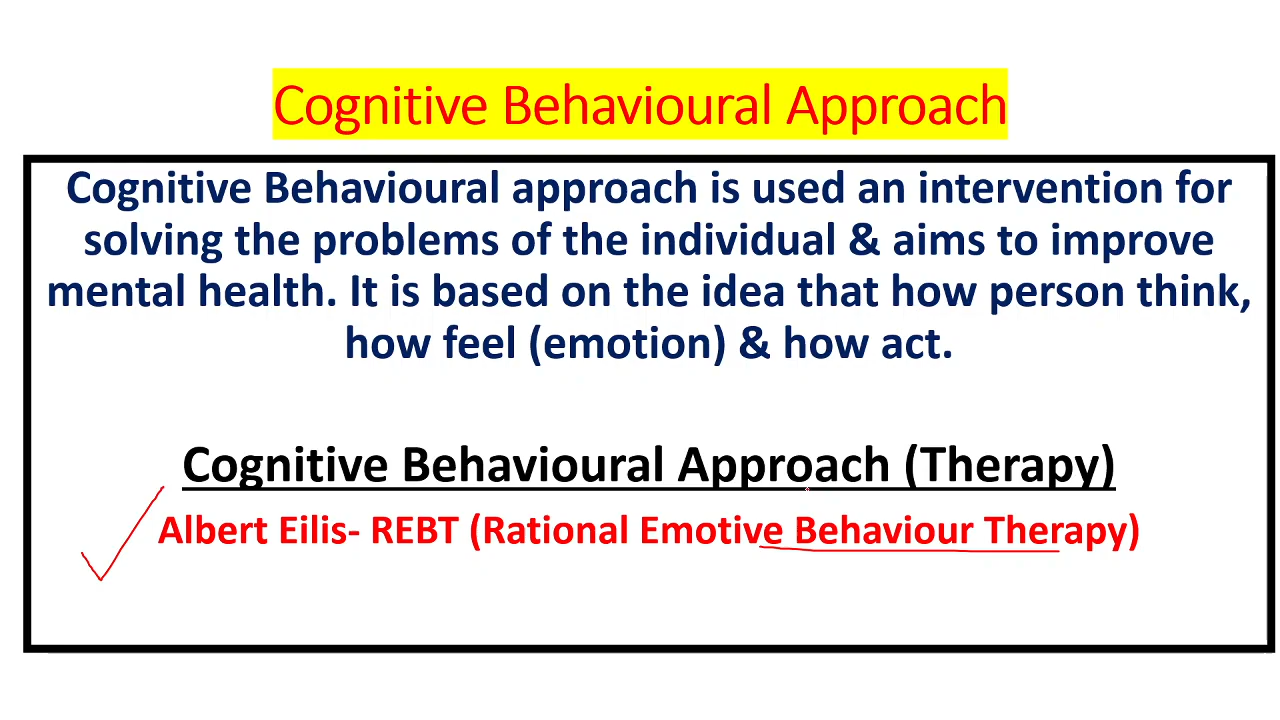 Cognitive Behavioural Approach
Cognitive Behavioural approach is used an intervention for
solving the problems of the individual & aims to improve
mental health. It is based on the idea that how person think,
how feel (emotion) & how act.
Cognitive Behavioural Approach (Therapy)
Albert Eilis- REBT (Rational Emotive Behaviour Therapy)